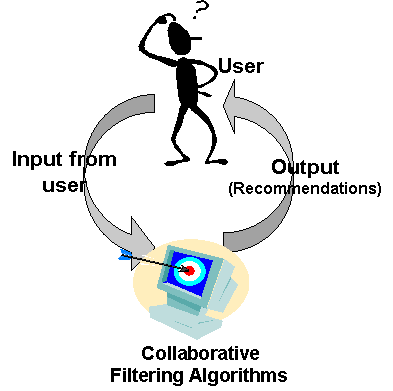 ?
User
Input from
user
Output
(Recommendations)
Collaborative
Filtering Algorithms